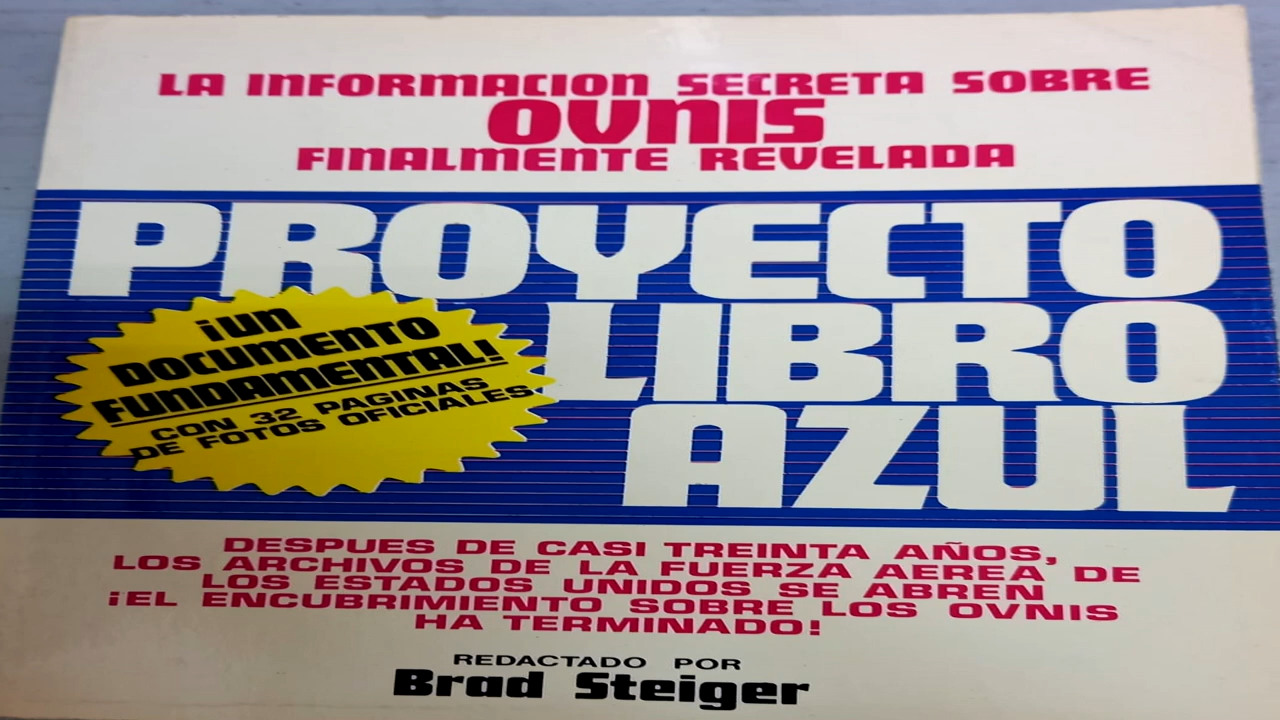 LA INFORMACION SECRETA SOBRE
OVNIS
FINALMENTE REVELADA
PROYECTO
LIBRO
AZUL
¡UN
DOCUMENTO
FUNDAMENTAL!
CON 32 PAGINAS
DE FOTOS OFICIALES
DESPUES DE CASI TREINTA AÑOS,
LOS ARCHIVOS DE LA FUERZA AEREA DE
LOS ESTADOS UNIDOS SE ABREN
¡EL ENCUBRIMIENTO SOBRE LOS OVNIS
HA TERMINADO!
REDACTADO POR
Brad Steiger